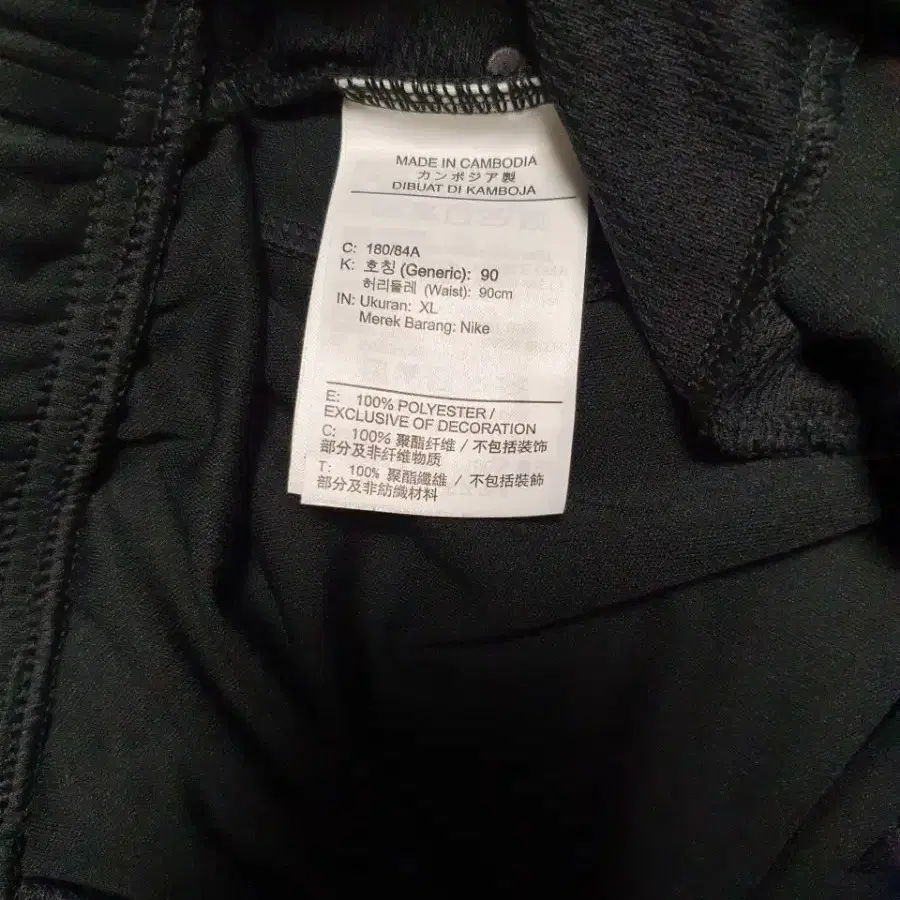 MADE IN CAMBODIA
カンボジア製
DIBUAT DI KAMBOJA
C: 180/84A
K: 호칭 (Generic): 90
허리둘레 (Waist): 90cm
IN: Ukuran: XL
Merek Barang: Nike
E: 100% POLYESTER /
EXCLUSIVE OF DECORATION
C: 100% 聚酯纤维 / 不包括装饰
部分及非纤维物质
T: 100% 聚酯纖維 / 不包括裝飾
部分及非紡織材料